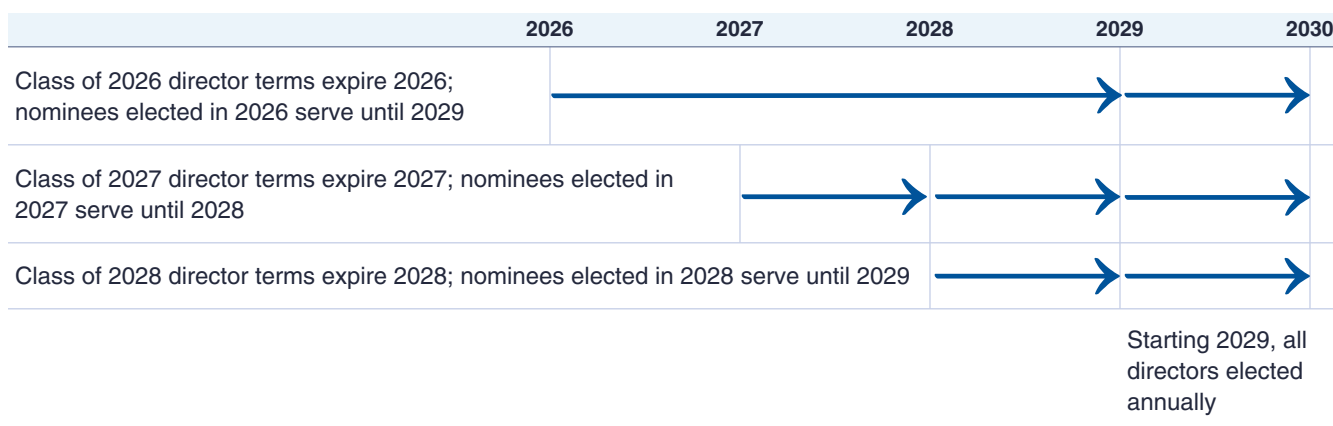 2026 2027 2028 2029 2030
Class of 2026 director terms expire 2026;
nominees elected in 2026 serve until 2029
Class of 2027 director terms expire 2027; nominees elected in
2027 serve until 2028
Class of 2028 director terms expire 2028; nominees elected in 2028 serve until 2029
Starting 2029, all
directors elected
annually